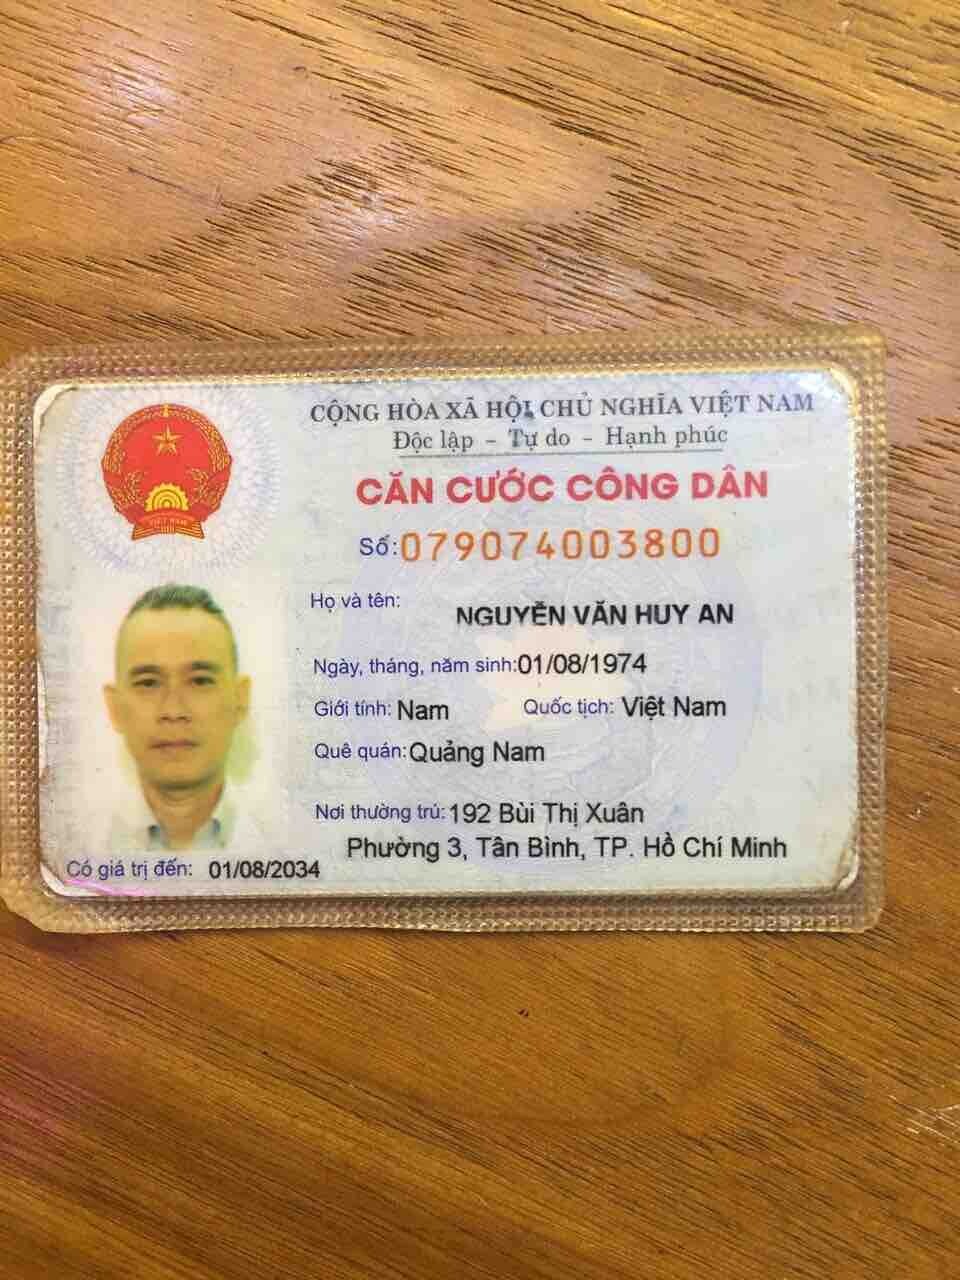 CỘNG HÒA XÃ HỘI CHỦ NGHĨA VIỆT NAM
Độc lập - Tự do - Hạnh phúc
CĂN CƯỚC CÔNG DÂN
Số: 079074003800
Họ và tên: NGUYỄN VĂN HUY AN
Ngày, tháng, năm sinh: 01/08/1974
Giới tính: Nam Quốc tịch: Việt Nam
Quê quán: Quảng Nam
Nơi thường trú: 192 Bùi Thị Xuân
Phường 3, Tân Bình, TP. Hồ Chí Minh
Có giá trị đến: 01/08/2034
VIỆT NAM